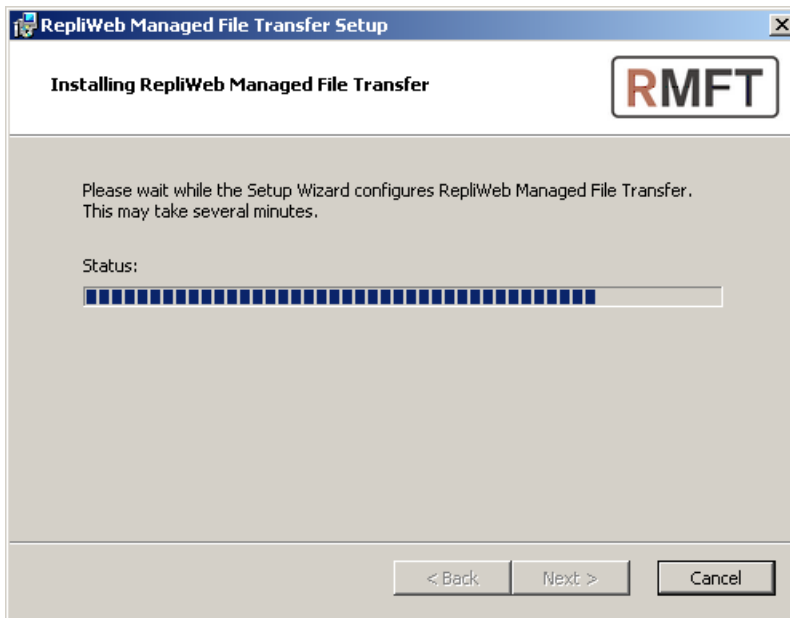 RepliWeb Managed File Transfer Setup
Installing RepliWeb Managed File Transfer
RMFT
Please wait while the Setup Wizard configures RepliWeb Managed File Transfer.
This may take several minutes.
Status:
< Back
Next >
Cancel